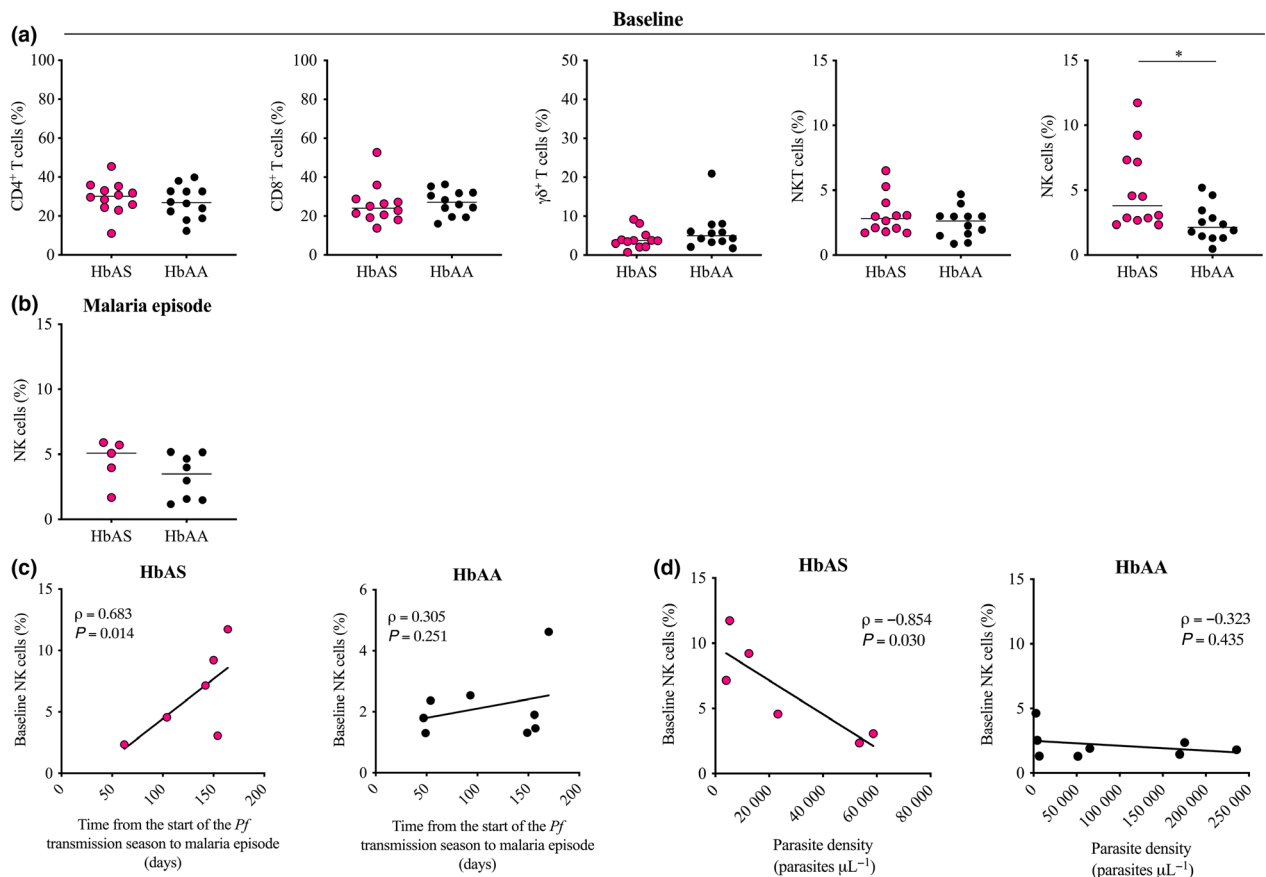 Baseline
(a)
CD4⁺ T cells (%)
100
80
60
40
20
0
HbAS
HbAA
CD8⁺ T cells (%)
100
80
60
40
20
0
HbAS
HbAA
γδ⁺ T cells (%)
50
40
30
20
10
0
HbAS
HbAA
NKT cells (%)
15
10
5
0
HbAS
HbAA
NK cells (%)
15
10
5
0
*
HbAS
HbAA
(b)
Malaria episode
NK cells (%)
15
10
5
0
HbAS
HbAA
(c)
HbAS
Baseline NK cells (%)
15
10
5
0
ρ = 0.683
P = 0.014
0
50
100
150
200
Time from the start of the Pf
transmission season to malaria episode
(days)
HbAA
Baseline NK cells (%)
6
4
2
0
ρ = 0.305
P = 0.251
0
50
100
150
200
Time from the start of the Pf
transmission season to malaria episode
(days)
(d)
HbAS
Baseline NK cells (%)
15
10
5
0
ρ = −0.854
P = 0.030
0
20 000
40 000
60 000
80 000
Parasite density
(parasites µL⁻¹)
HbAA
Baseline NK cells (%)
15
10
5
0
ρ = −0.323
P = 0.435
0
50 000
100 000
150 000
200 000
250 000
Parasite density
(parasites µL⁻¹)